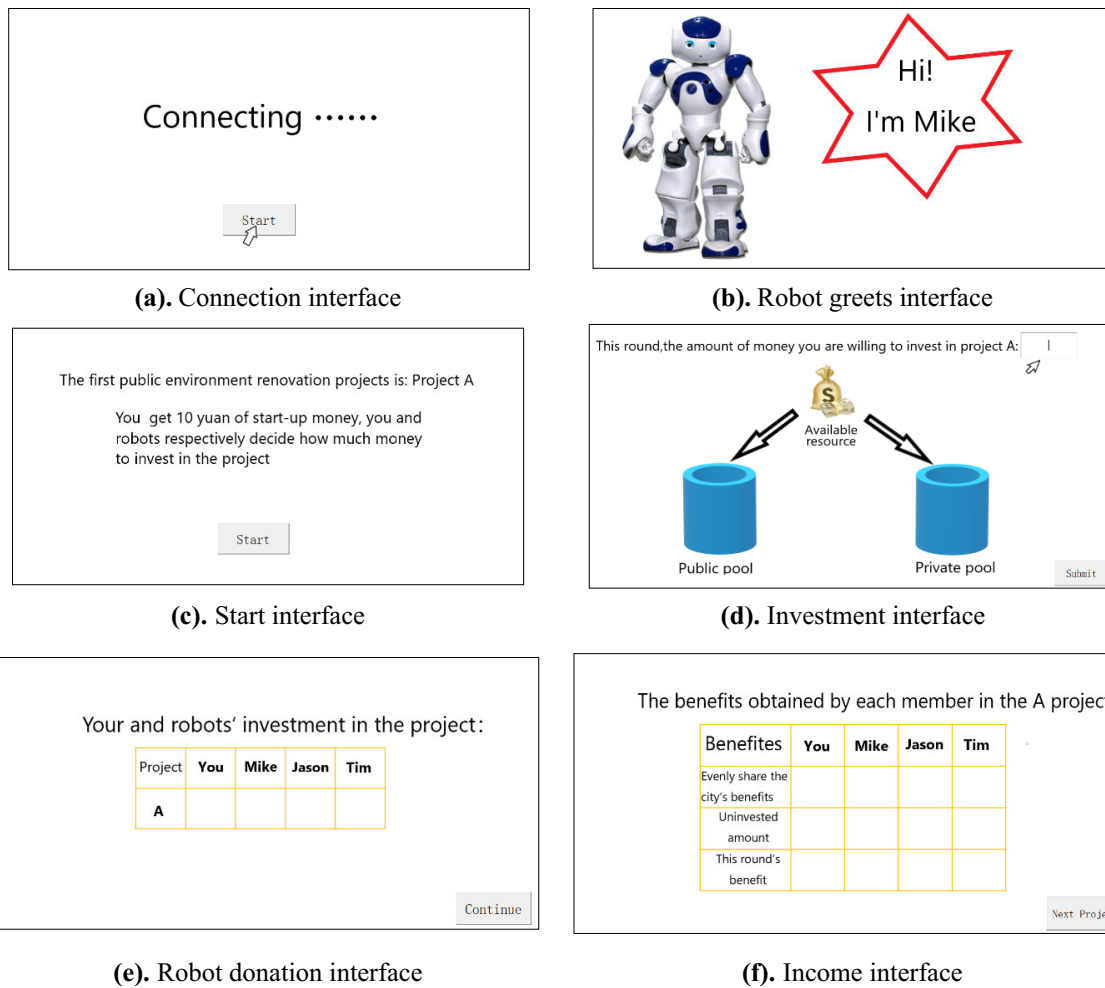 Connecting ······
Start
(a). Connection interface
Hi!
I'm Mike
(b). Robot greets interface
The first public environment renovation projects is: Project A
You get 10 yuan of start-up money, you and
robots respectively decide how much money
to invest in the project
Start
(c). Start interface
This round,the amount of money you are willing to invest in project A:
$
Available
resource
Public pool
Private pool
Submit
(d). Investment interface
Your and robots‘ investment in the project:
Project You Mike Jason Tim
A
Continue
(e). Robot donation interface
The benefits obtained by each member in the A project
Benefites You Mike Jason Tim
Evenly share the
city's benefits
Uninvested
amount
This round's
benefit
Next Proje
(f). Income interface